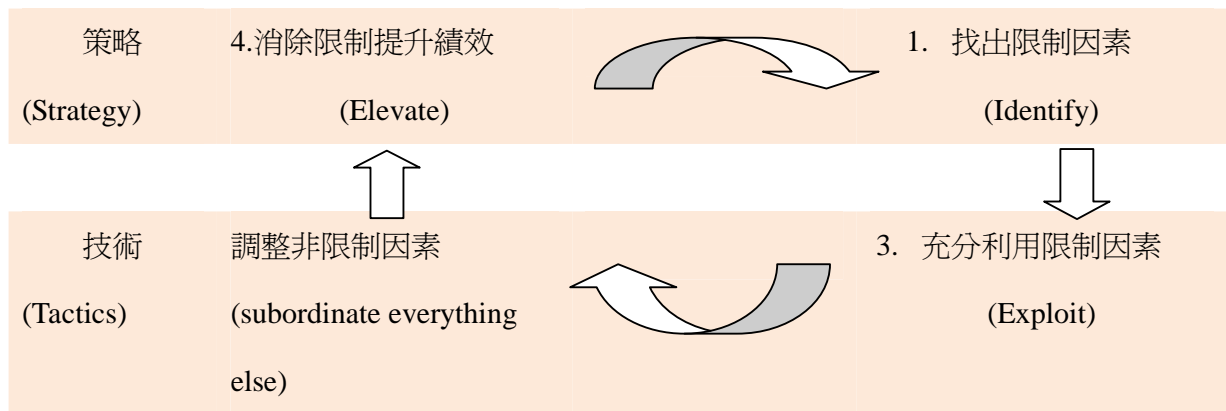 策略 4.消除限制提升績效 1. 找出限制因素
(Strategy) (Elevate) (Identify)
技術 調整非限制因素 3. 充分利用限制因素
(Tactics) (subordinate everything (Exploit)
else)